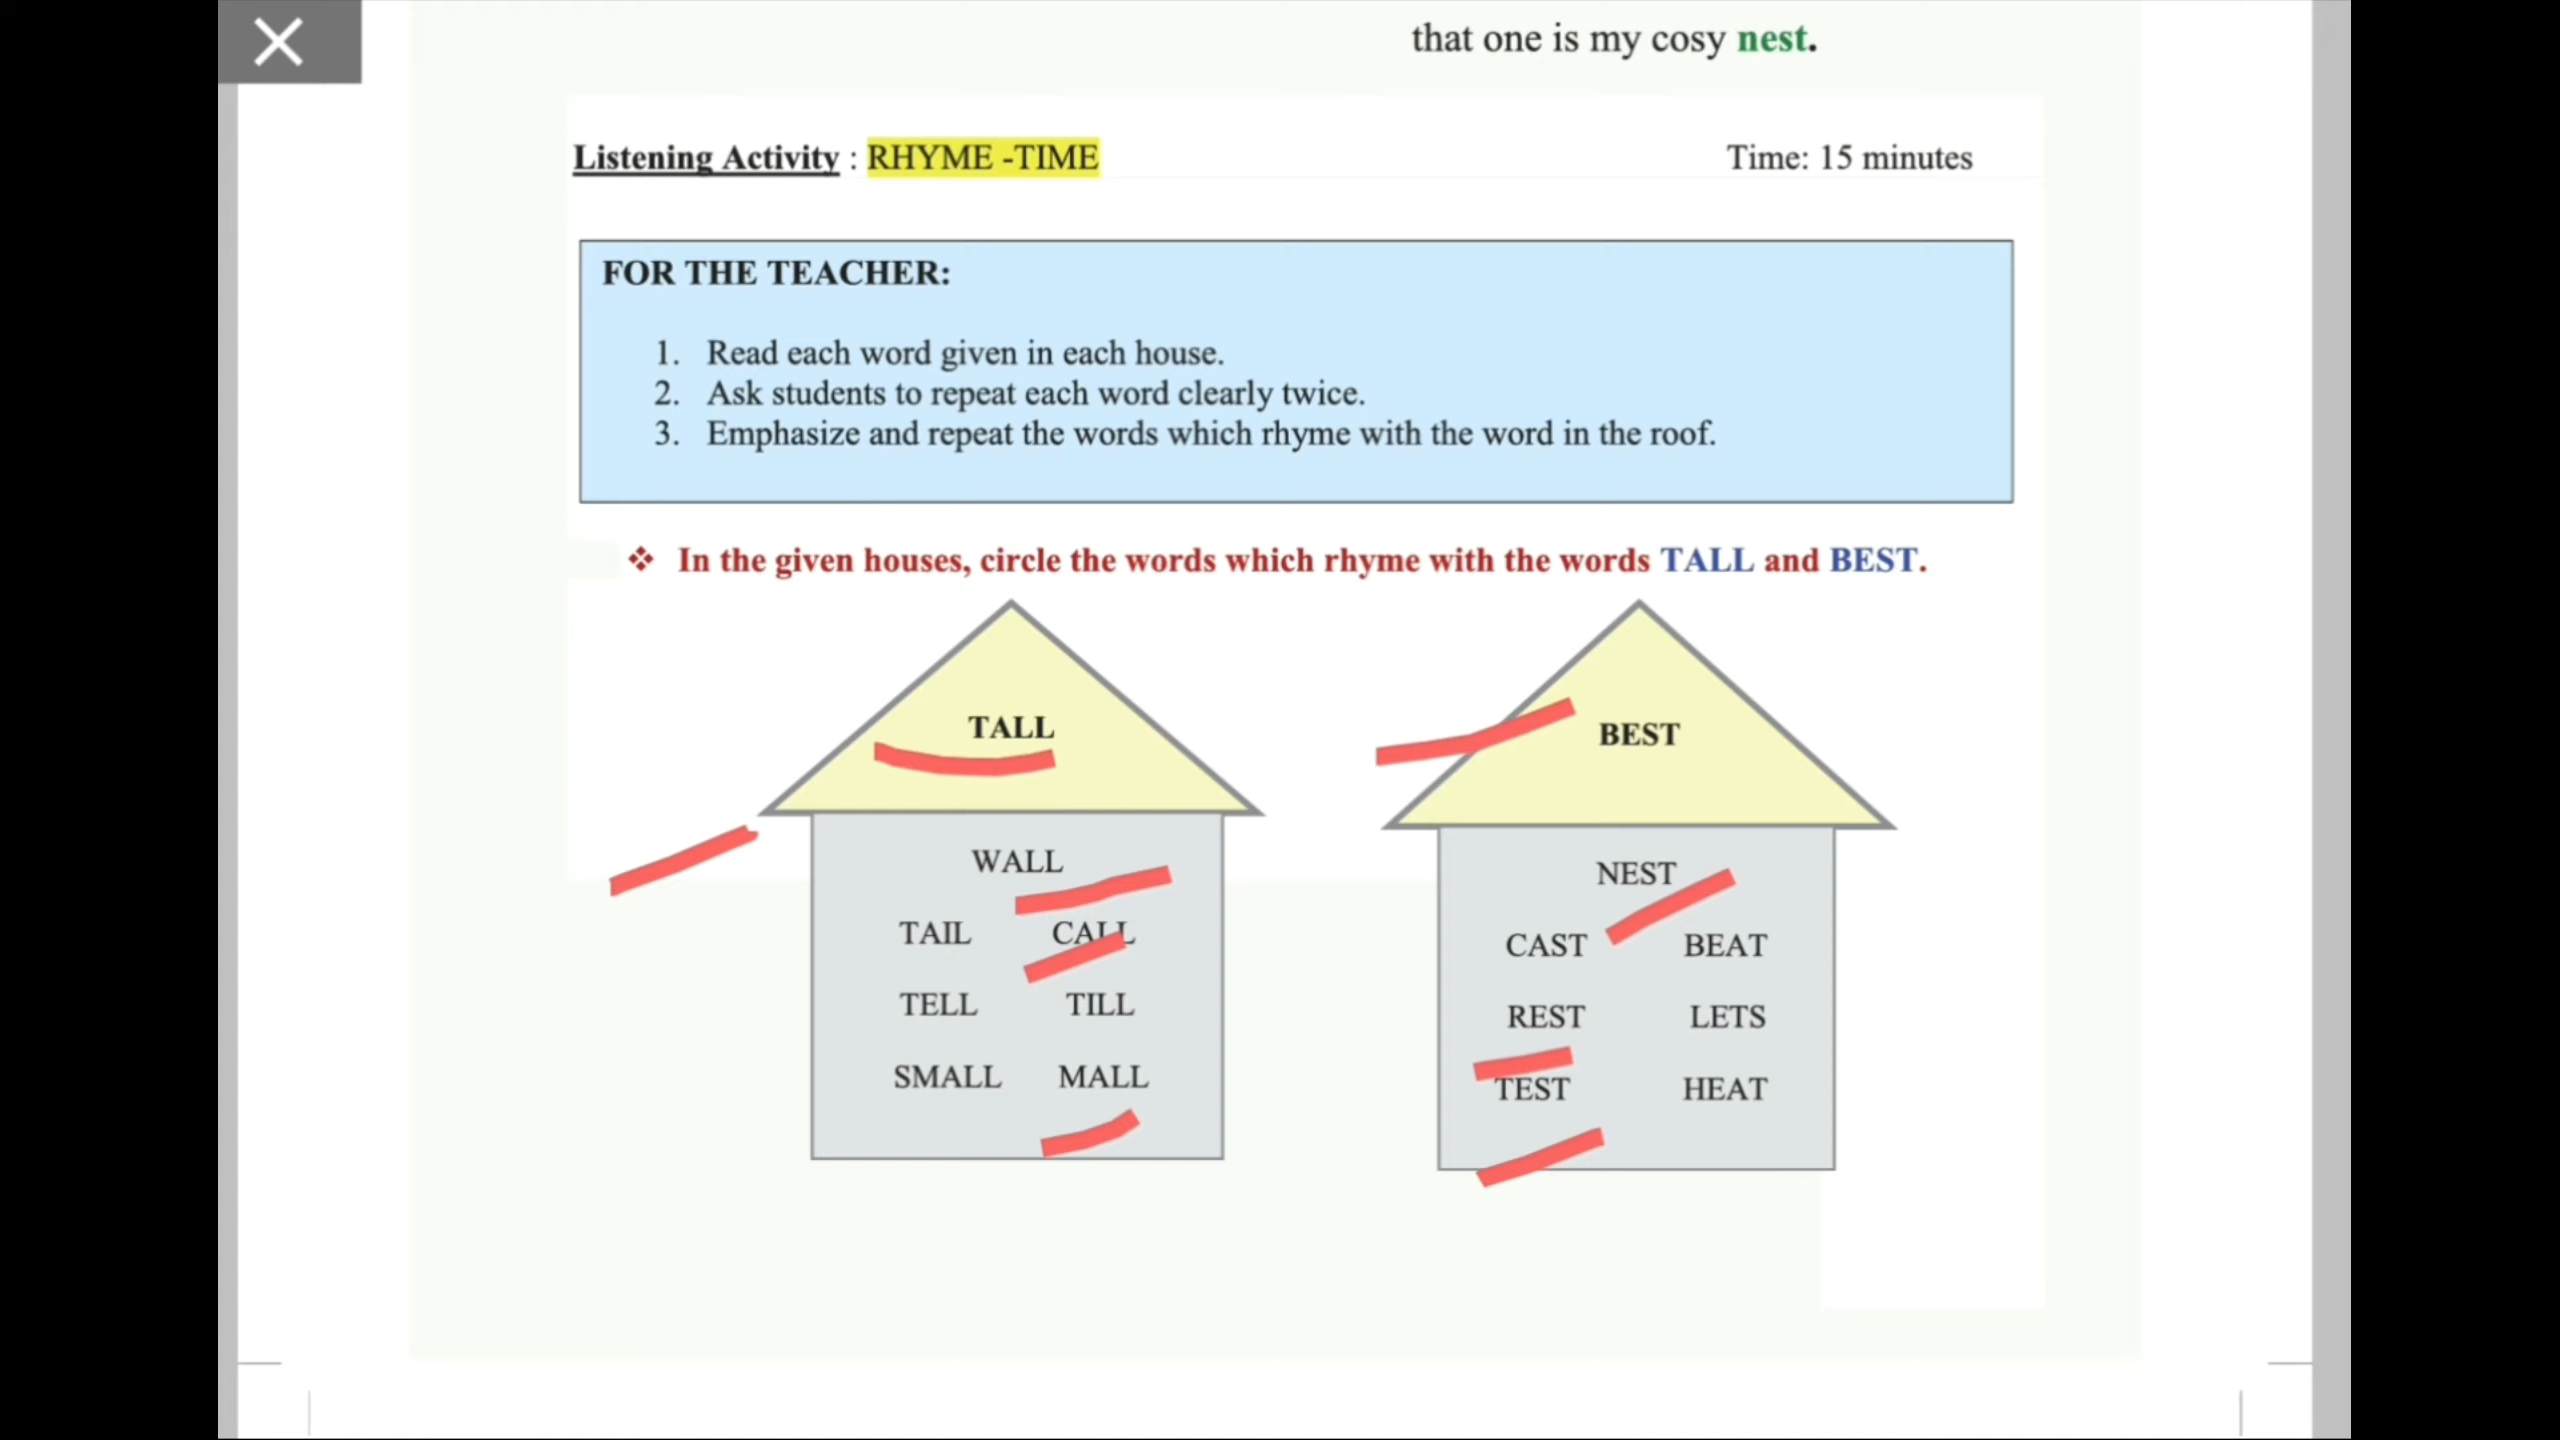 that one is my cosy nest.
Listening Activity : RHYME -TIME Time: 15 minutes
FOR THE TEACHER:
1. Read each word given in each house.
2. Ask students to repeat each word clearly twice.
3. Emphasize and repeat the words which rhyme with the word in the roof.
❖ In the given houses, circle the words which rhyme with the words TALL and BEST.
TALL
WALL
TAIL CALL
TELL TILL
SMALL MALL
BEST
NEST
CAST BEAT
REST LETS
TEST HEAT